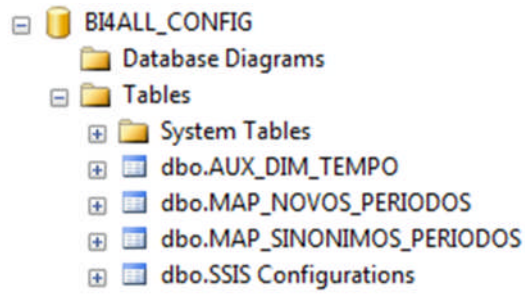 BI4ALL_CONFIG
Database Diagrams
Tables
System Tables
dbo.AUX_DIM_TEMPO
dbo.MAP_NOVOS_PERIODOS
dbo.MAP_SINONIMOS_PERIODOS
dbo.SSIS Configurations